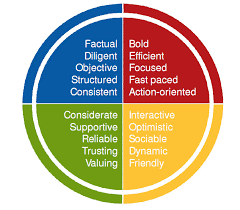 Factual
Diligent
Objective
Structured
Consistent
Bold
Efficient
Focused
Fast paced
Action-oriented
Considerate
Supportive
Reliable
Trusting
Valuing
Interactive
Optimistic
Sociable
Dynamic
Friendly